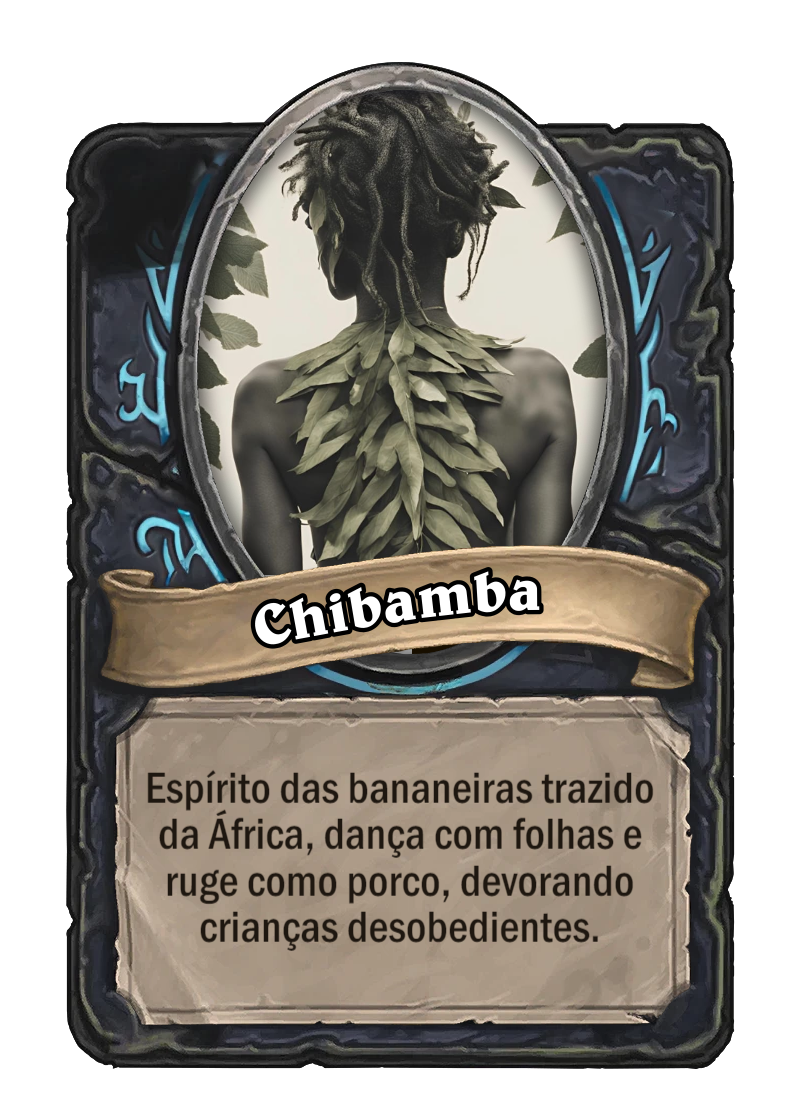 Chibamba
Espírito das bananeiras trazido
da África, dança com folhas e
ruge como porco, devorando
crianças desobedientes.